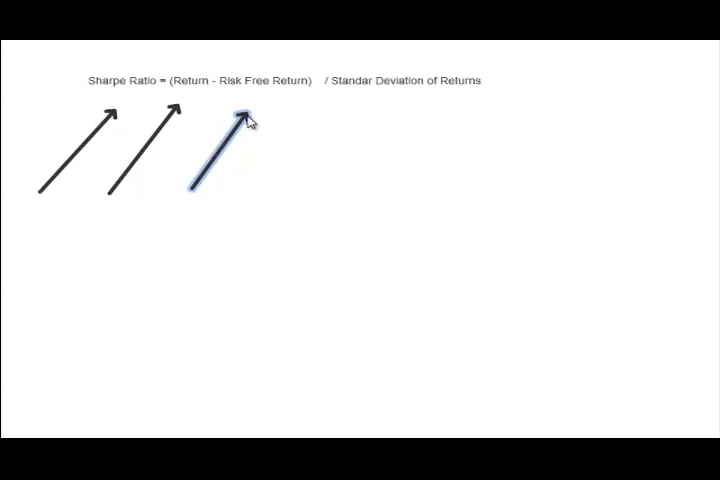 Sharpe Ratio = (Return - Risk Free Return) / Standar Deviation of Returns